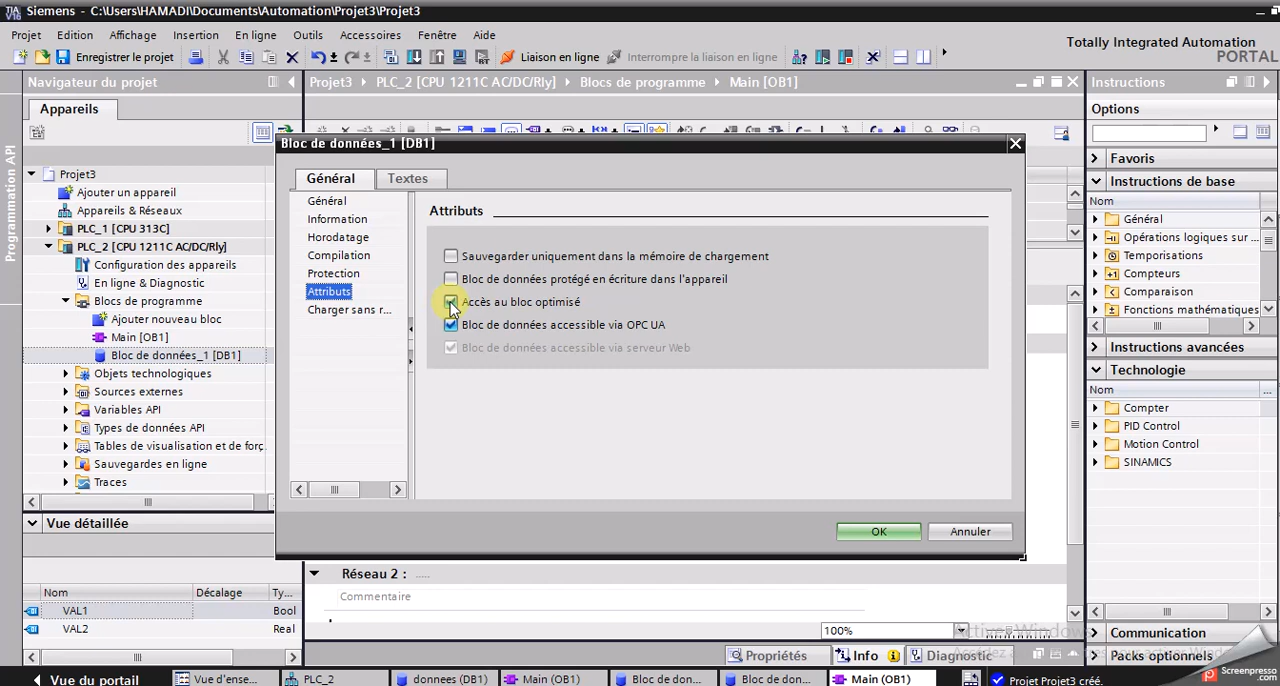 Siemens - C:\Users\HAMADI\Documents\Automation\Projet3\Projet3
Projet Edition Affichage Insertion En ligne Outils Accessoires Fenêtre Aide
Totally Integrated Automation
PORTAL
Enregistrer le projet
Liaison en ligne
Interrompre la liaison en ligne
Navigateur du projet
Projet3 PLC_2 [CPU 1211C AC/DC/Rly] Blocs de programme Main [OB1]
Instructions
Appareils
Options
Programmation API
Bloc de données_1 [DB1]
Général Textes
Favoris
Instructions de base
Nom
Général
Opérations logiques sur ...
Temporisations
Compteurs
Comparaison
Fonctions mathématiques
Instructions avancées
Technologie
Nom ...
Compter
PID Control
Motion Control
SINAMICS
Communication
Packs optionnels
Projet3
Ajouter un appareil
Appareils & Réseaux
PLC_1 [CPU 313C]
PLC_2 [CPU 1211C AC/DC/Rly]
Configuration des appareils
En ligne & Diagnostic
Blocs de programme
Ajouter nouveau bloc
Main [OB1]
Bloc de données_1 [DB1]
Objets technologiques
Sources externes
Variables API
Types de données API
Tables de visualisation et de forç.
Sauvegardes en ligne
Traces
Général
Information
Horodatage
Compilation
Protection
Attributs
Charger sans r...
Attributs
Sauvegarder uniquement dans la mémoire de chargement
Bloc de données protégé en écriture dans l'appareil
Accès au bloc optimisé
Bloc de données accessible via OPC UA
Bloc de données accessible via serveur Web
OK Annuler
Vue détaillée
Nom Décalage Ty...
VAL1 Bool
VAL2 Real
Réseau 2 : .....
Commentaire
100%
Propriétés Info Diagnostic
Vue du portal Vue d'ense... PLC_2 donnees (DB1) Main (OB1) Bloc de don... Bloc de don... Main (OB1) Projet Projet3 créé.
Screenpresso